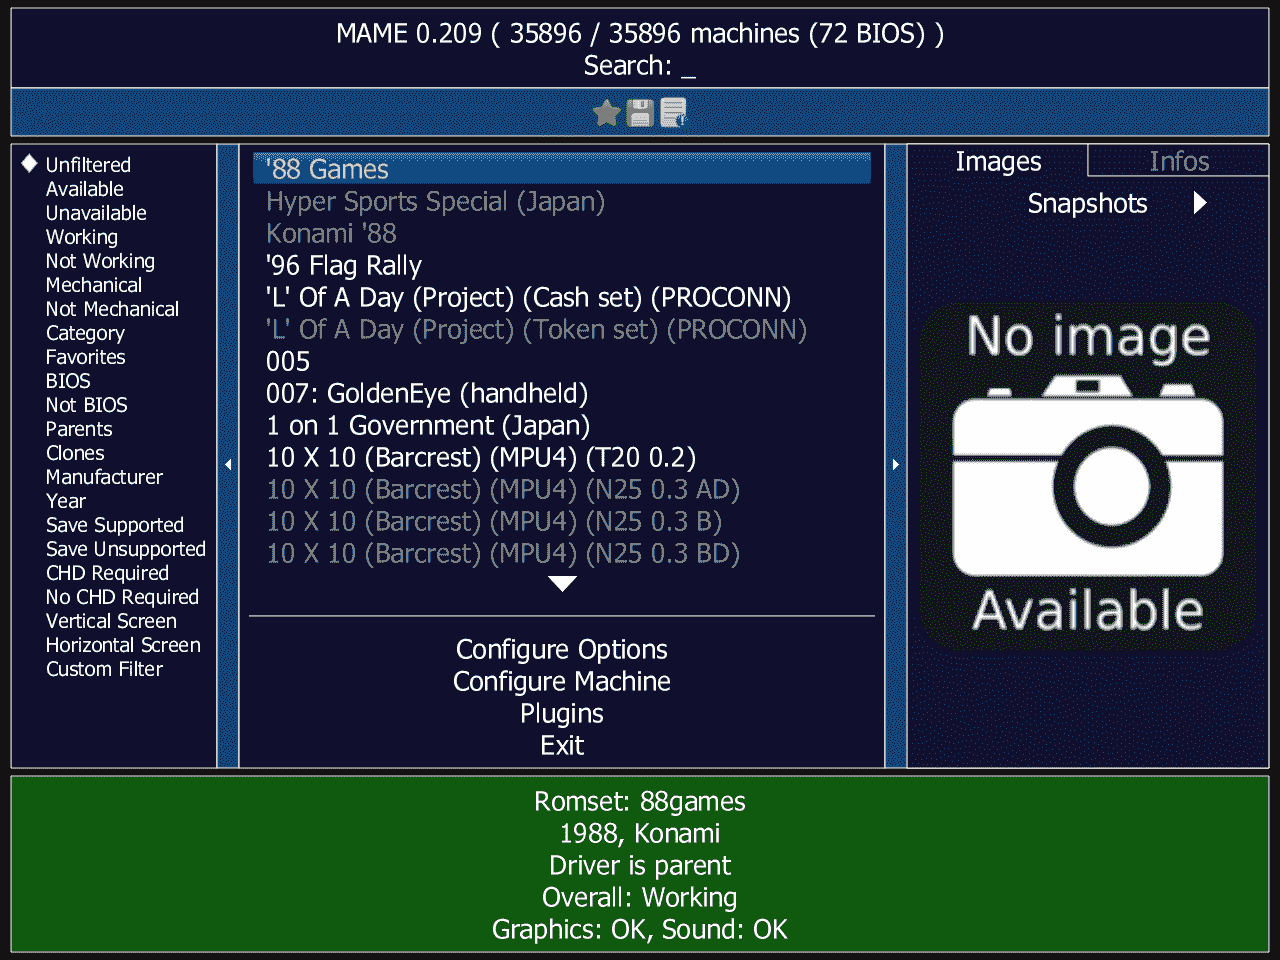 MAME 0.209 ( 35896 / 35896 machines (72 BIOS) )
Search: _
Unfiltered
Available
Unavailable
Working
Not Working
Mechanical
Not Mechanical
Category
Favorites
BIOS
Not BIOS
Parents
Clones
Manufacturer
Year
Save Supported
Save Unsupported
CHD Required
No CHD Required
Vertical Screen
Horizontal Screen
Custom Filter
'88 Games
Hyper Sports Special (Japan)
Konami '88
'96 Flag Rally
'L' Of A Day (Project) (Cash set) (PROCONN)
'L' Of A Day (Project) (Token set) (PROCONN)
005
007: GoldenEye (handheld)
1 on 1 Government (Japan)
10 X 10 (Barcrest) (MPU4) (T20 0.2)
10 X 10 (Barcrest) (MPU4) (N25 0.3 AD)
10 X 10 (Barcrest) (MPU4) (N25 0.3 B)
10 X 10 (Barcrest) (MPU4) (N25 0.3 BD)
Configure Options
Configure Machine
Plugins
Exit
Images
Infos
Snapshots
No image
Available
Romset: 88games
1988, Konami
Driver is parent
Overall: Working
Graphics: OK, Sound: OK